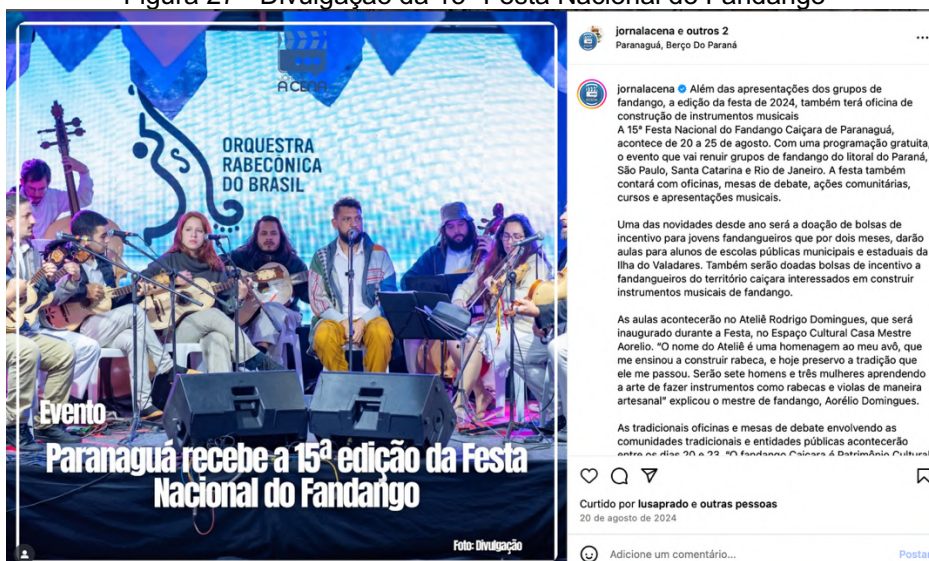 Figura 27 – Divulgação da 15ª Festa Nacional do Fandango
A CENA
ORQUESTRA
RABECÔNICA
DO BRASIL
Evento
Paranaguá recebe a 15ª edição da Festa
Nacional do Fandango
Foto: Divulgação
jornalacena e outros 2
Paranaguá, Berço Do Paraná
jornalacena Além das apresentações dos grupos de
fandango, a edição da festa de 2024, também terá oficina de
construção de instrumentos musicais
A 15ª Festa Nacional do Fandango Caiçara de Paranaguá,
acontece de 20 a 25 de agosto. Com uma programação gratuita,
o evento que vai renuir grupos de fandango do litoral do Paraná,
São Paulo, Santa Catarina e Rio de Janeiro. A festa também
contará com oficinas, mesas de debate, ações comunitárias,
cursos e apresentações musicais.
Uma das novidades desde ano será a doação de bolsas de
incentivo para jovens fandangueiros que por dois meses, darão
aulas para alunos de escolas públicas municipais e estaduais da
Ilha do Valadares. Também serão doadas bolsas de incentivo a
fandangueiros do território caiçara interessados em construir
instrumentos musicais de fandango.
As aulas acontecerão no Ateliê Rodrigo Domingues, que será
inaugurado durante a Festa, no Espaço Cultural Casa Mestre
Aorelio. “O nome do Ateliê é uma homenagem ao meu avô, que
me ensinou a construir rabeca, e hoje preservo a tradição que
ele me passou. Serão sete homens e três mulheres aprendendo
a arte de fazer instrumentos como rabecas e violas de maneira
artesanal” explicou o mestre de fandango, Aorélio Domingues.
As tradicionais oficinas e mesas de debate envolvendo as
comunidades tradicionais e entidades públicas acontecerão
entre os dias 20 e 23. “O fandango Caiçara é Patrimônio Cultural
Curtido por lusaprado e outras pessoas
20 de agosto de 2024
Adicione um comentário...
Postar